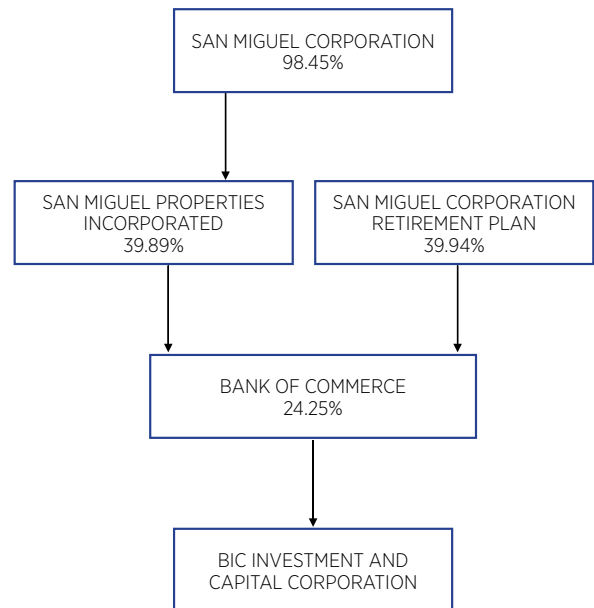 SAN MIGUEL CORPORATION
98.45%
SAN MIGUEL PROPERTIES
INCORPORATED
39.89%
SAN MIGUEL CORPORATION
RETIREMENT PLAN
39.94%
BANK OF COMMERCE
24.25%
BIC INVESTMENT AND
CAPITAL CORPORATION